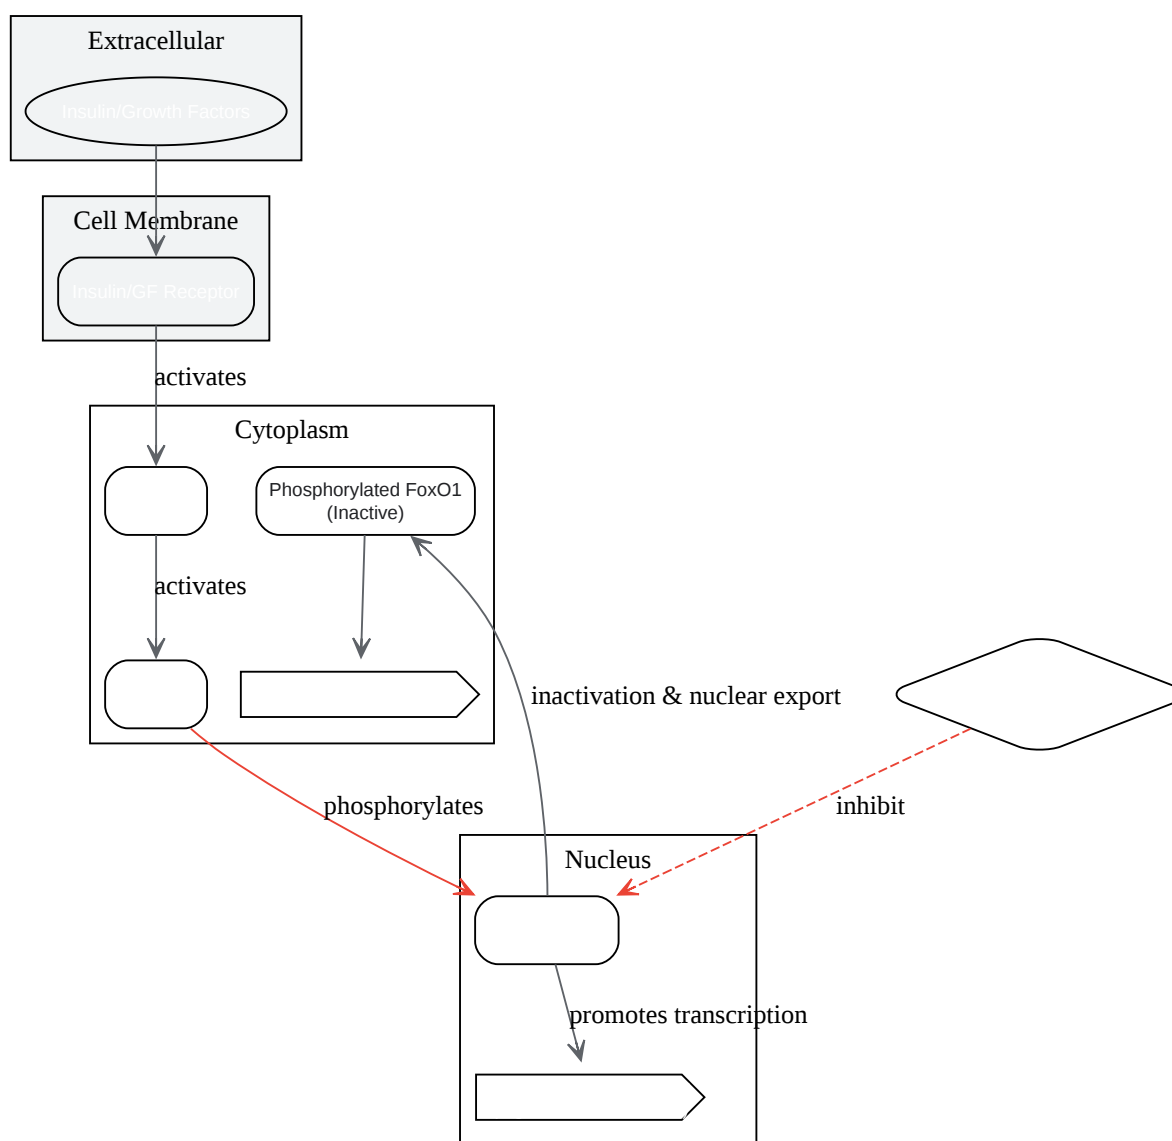 Extracellular
Insulin/Growth Factors
Cell Membrane
Insulin/GF Receptor
activates
Cytoplasm
Phosphorylated FoxO1
(Inactive)
activates
inactivation & nuclear export
phosphorylates
inhibit
Nucleus
promotes transcription